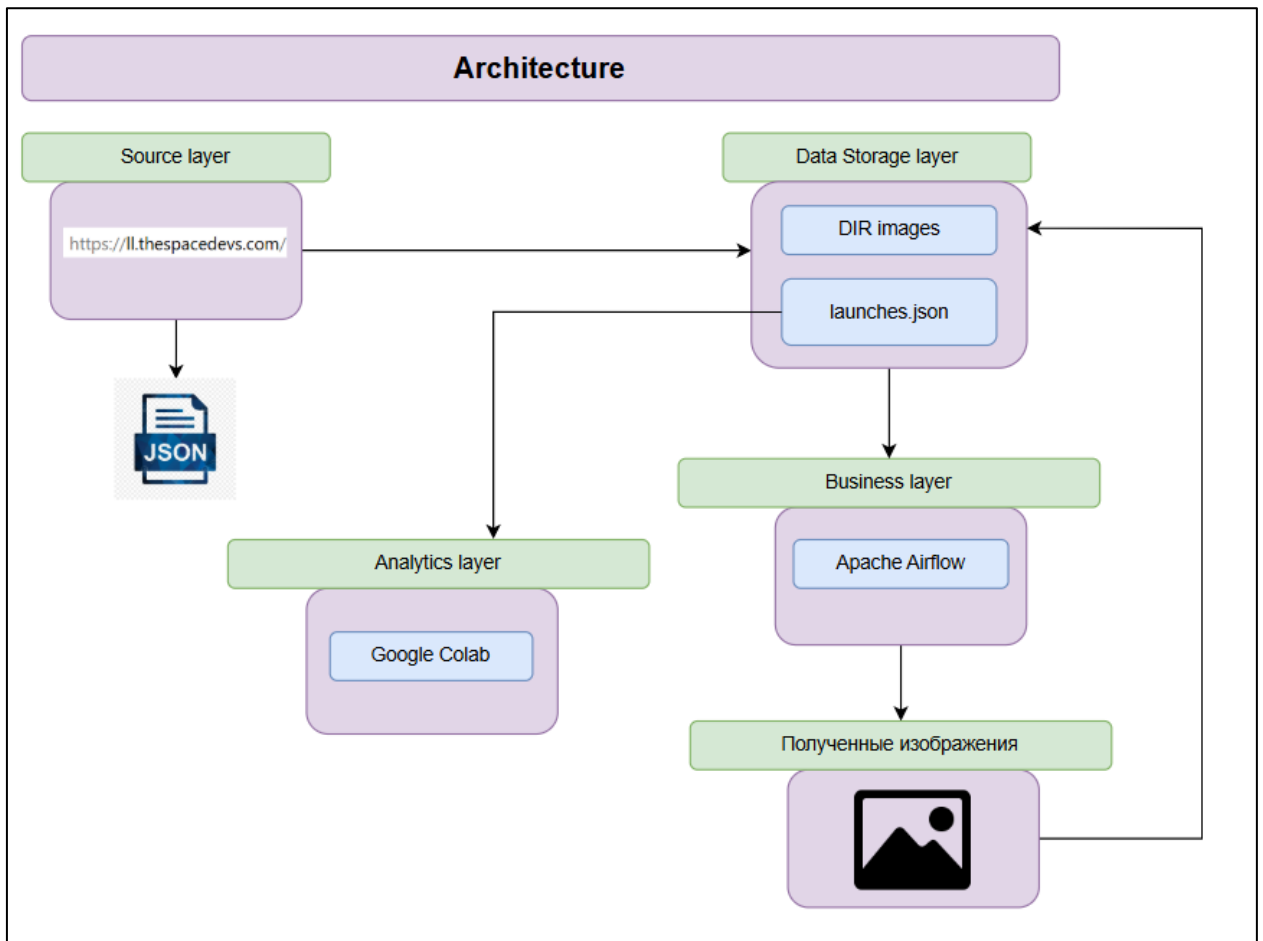 Architecture
Source layer
Data Storage layer
https://ll.thespacedevs.com/
DIR images
launches.json
JSON
Business layer
Apache Airflow
Analytics layer
Google Colab
Полученные изображения